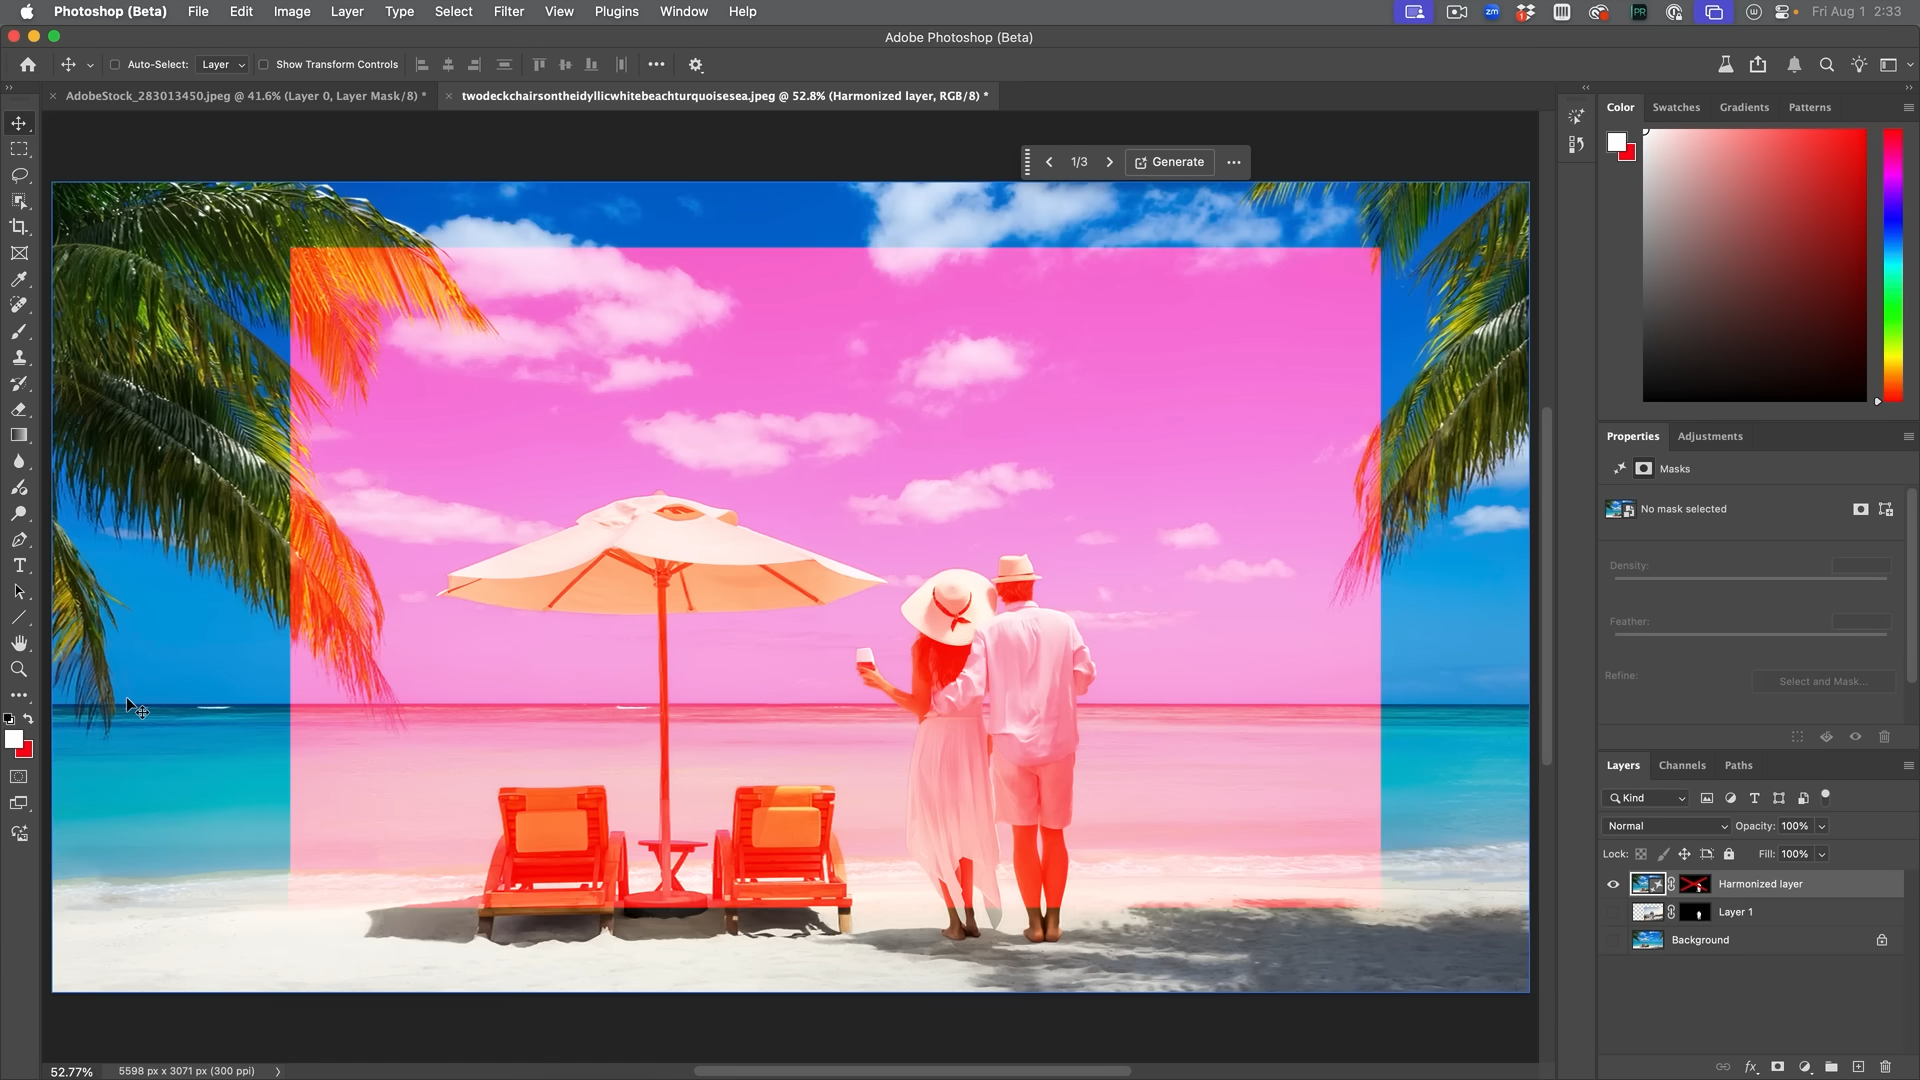 Photoshop (Beta) File Edit Image Layer Type Select Filter View Plugins Window Help zm 1 PR Fri Aug 1 2:33
Adobe Photoshop (Beta)
Auto-Select: Layer Show Transform Controls
AdobeStock_283013450.jpeg @ 41.6% (Layer 0, Layer Mask/8) * twodeckchairsontheidyllicwhitebeachturquoisesea.jpeg @ 52.8% (Harmonized layer, RGB/8) *
Color Swatches Gradients Patterns
1/3 Generate
Properties Adjustments
Masks
No mask selected
Density:
Feather:
Refine: Select and Mask...
Layers Channels Paths
Kind
Normal Opacity: 100%
Lock: Fill: 100%
Harmonized layer
Layer 1
Background
fx
52.77% 5598 px x 3071 px (300 ppi)